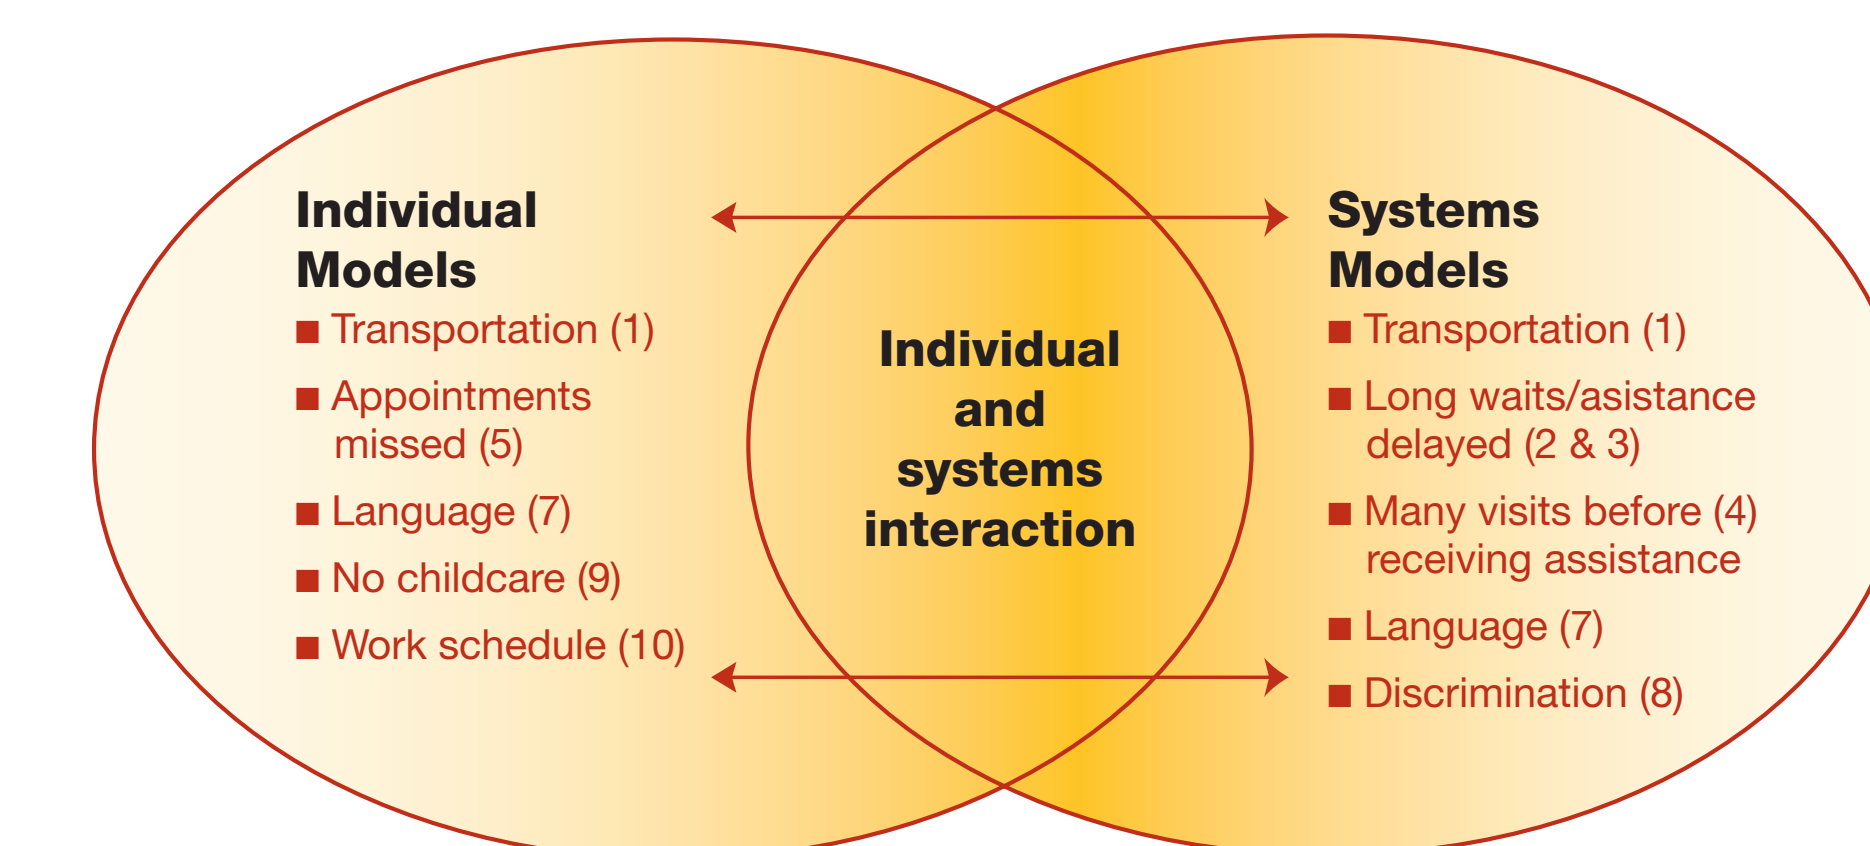 Individual
Models
■ Transportation (1)
■ Appointments
missed (5)
■ Language (7)
■ No childcare (9)
■ Work schedule (10)
Individual
and
systems
interaction
Systems
Models
■ Transportation (1)
■ Long waits/asistance
delayed (2 & 3)
■ Many visits before (4)
receiving assistance
■ Language (7)
■ Discrimination (8)